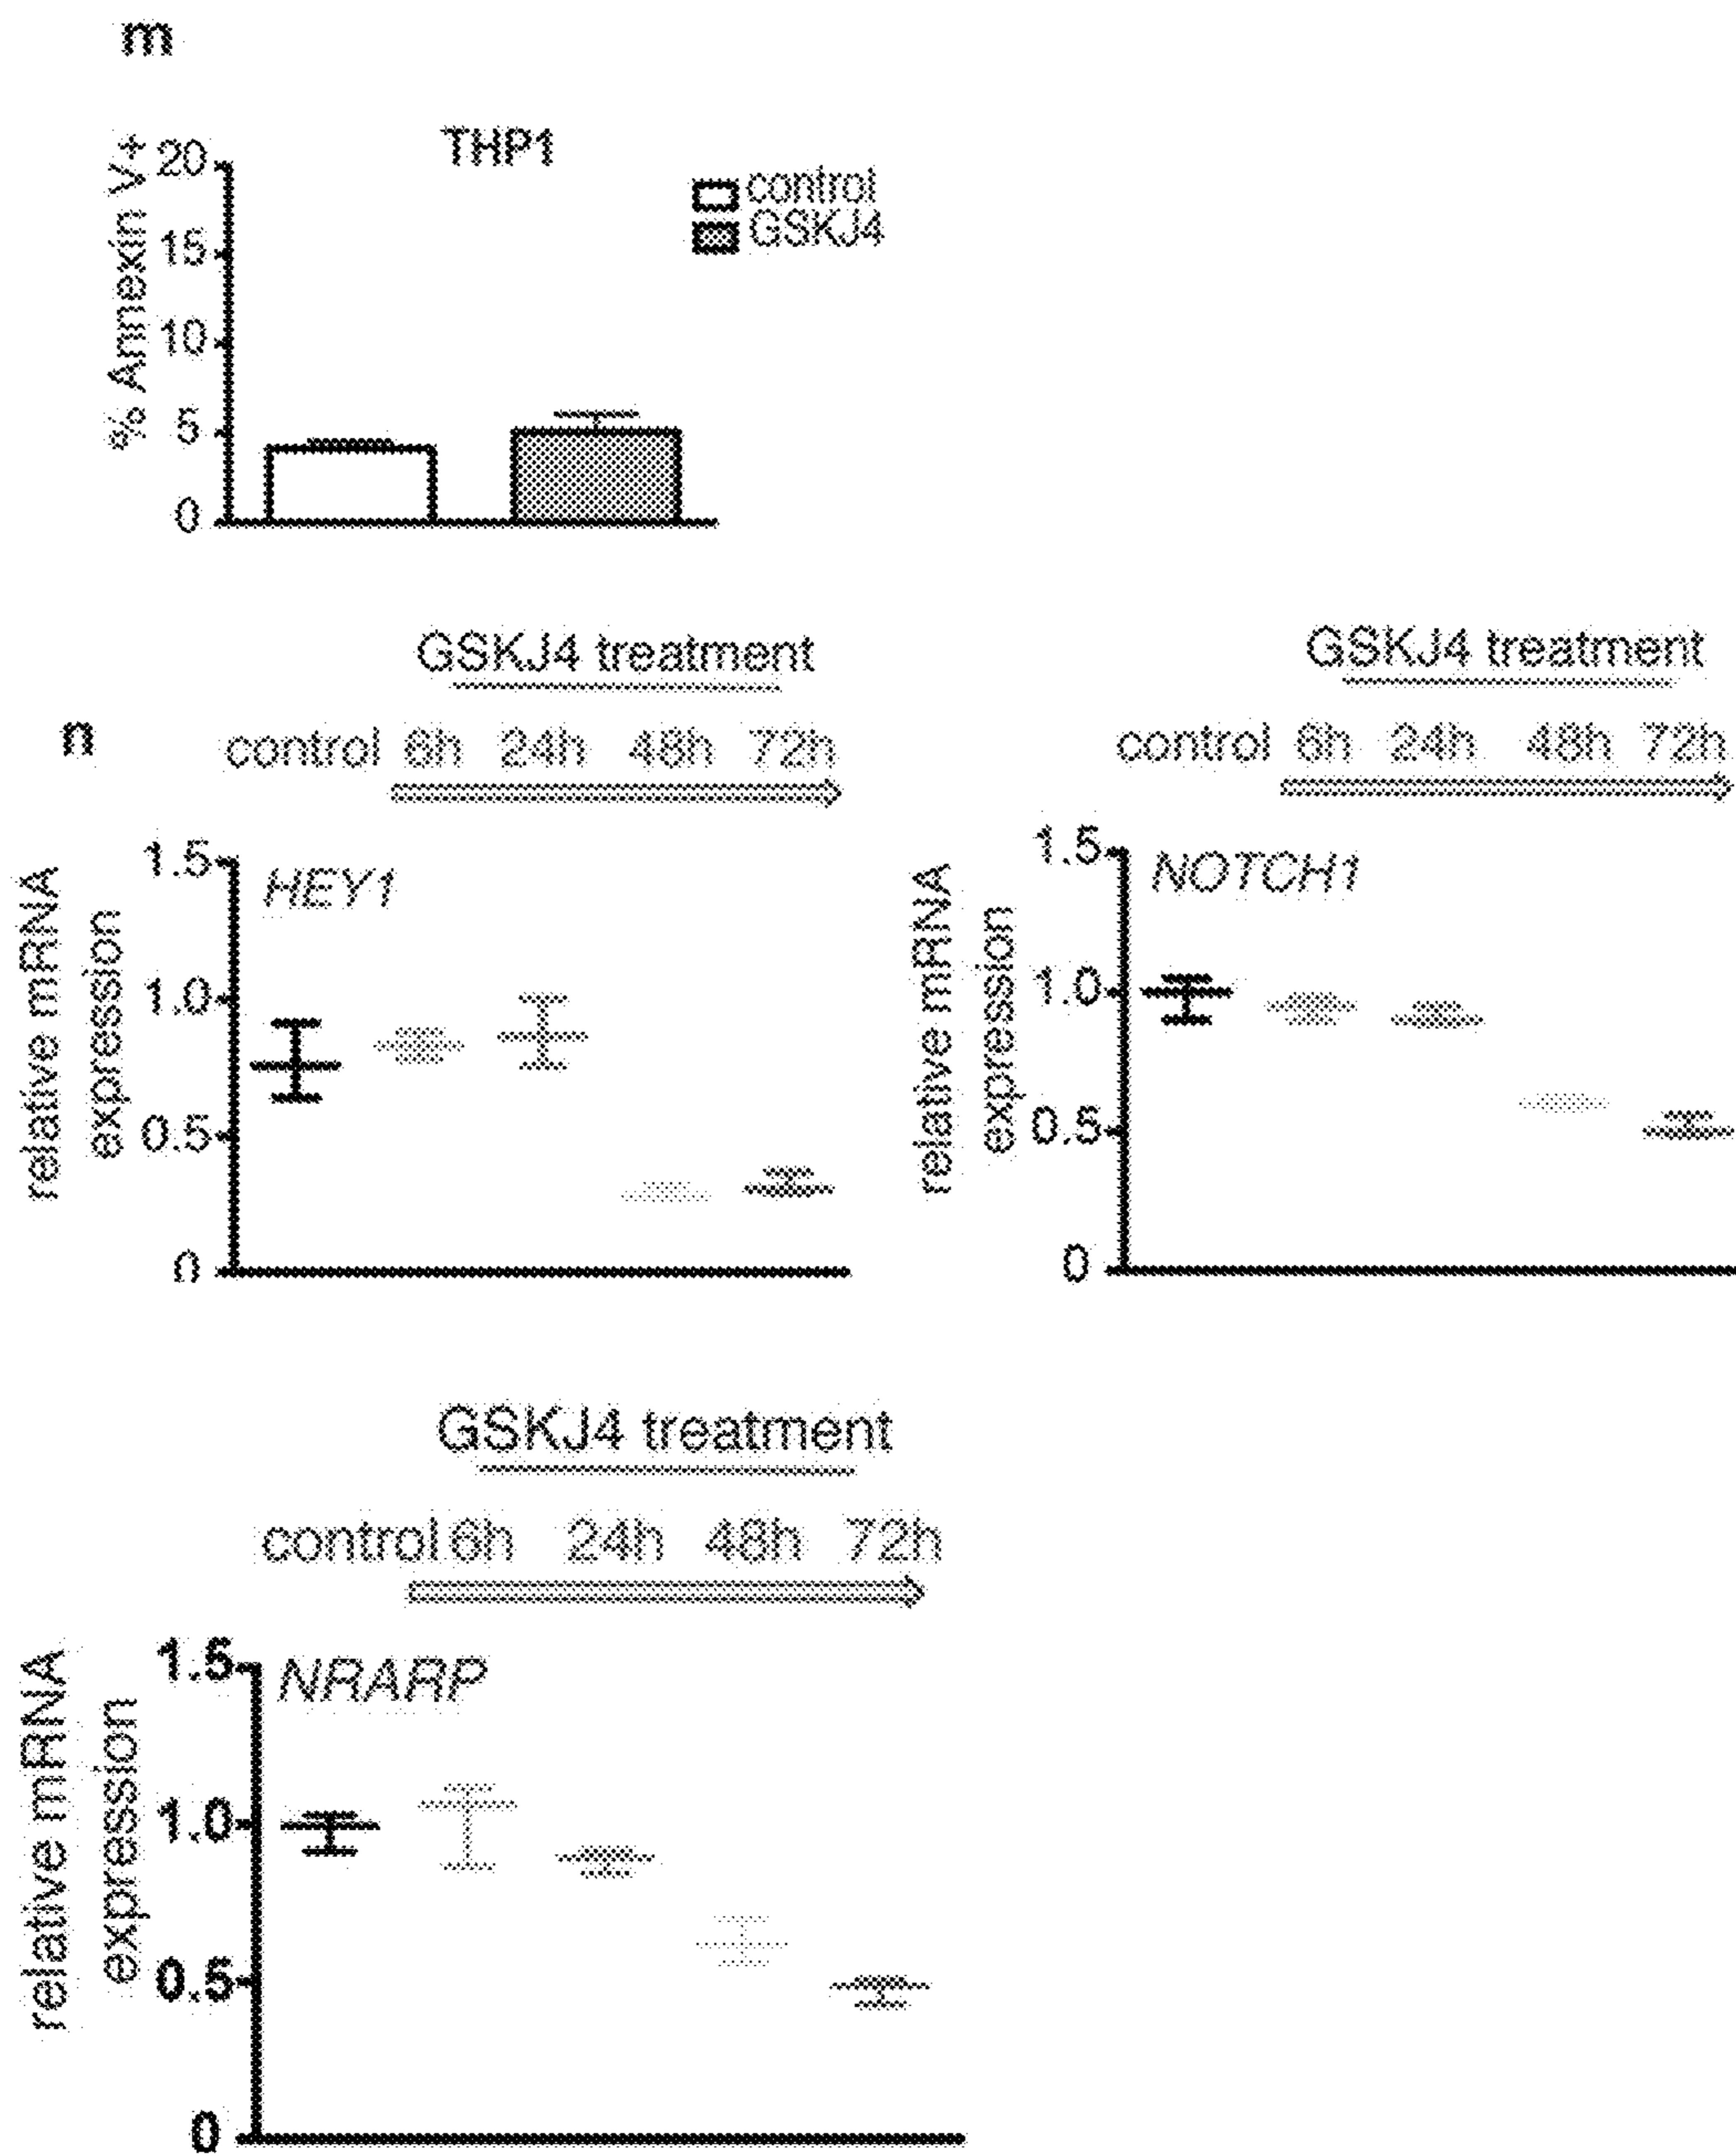 m
THP1
% Annexin V+
20
15
10
5
0
control
GSKJ4
n
GSKJ4 treatment
control 6h 24h 48h 72h
HEY1
relative mRNA
expression
1.5
1.0
0.5
0
GSKJ4 treatment
control 6h 24h 48h 72h
NOTCH1
relative mRNA
expression
1.5
1.0
0.5
0
GSKJ4 treatment
control 6h 24h 48h 72h
NRARP
relative mRNA
expression
1.5
1.0
0.5
0